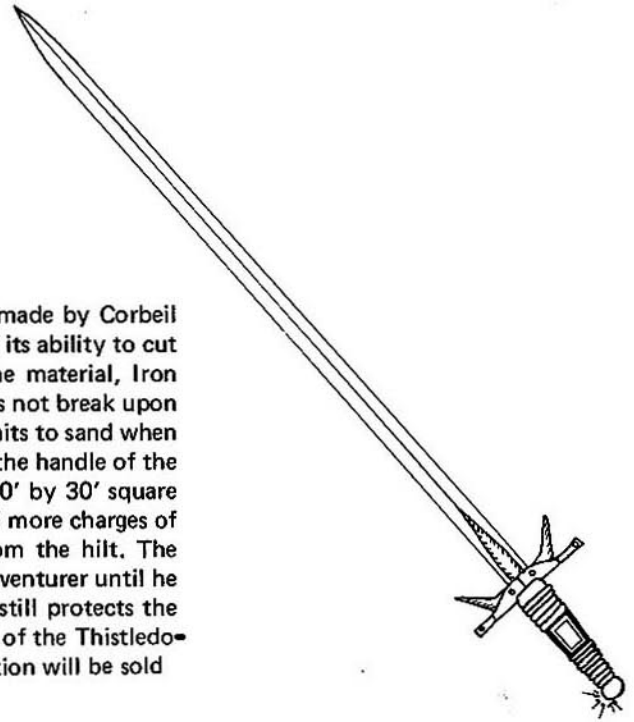 made by Corbeil
its ability to cut
e material, Iron
s not break upon
its to sand when
the handle of the
0' by 30' square
more charges of
om the hilt. The
venturer until he
still protects the
of the Thistledo-
tion will be sold